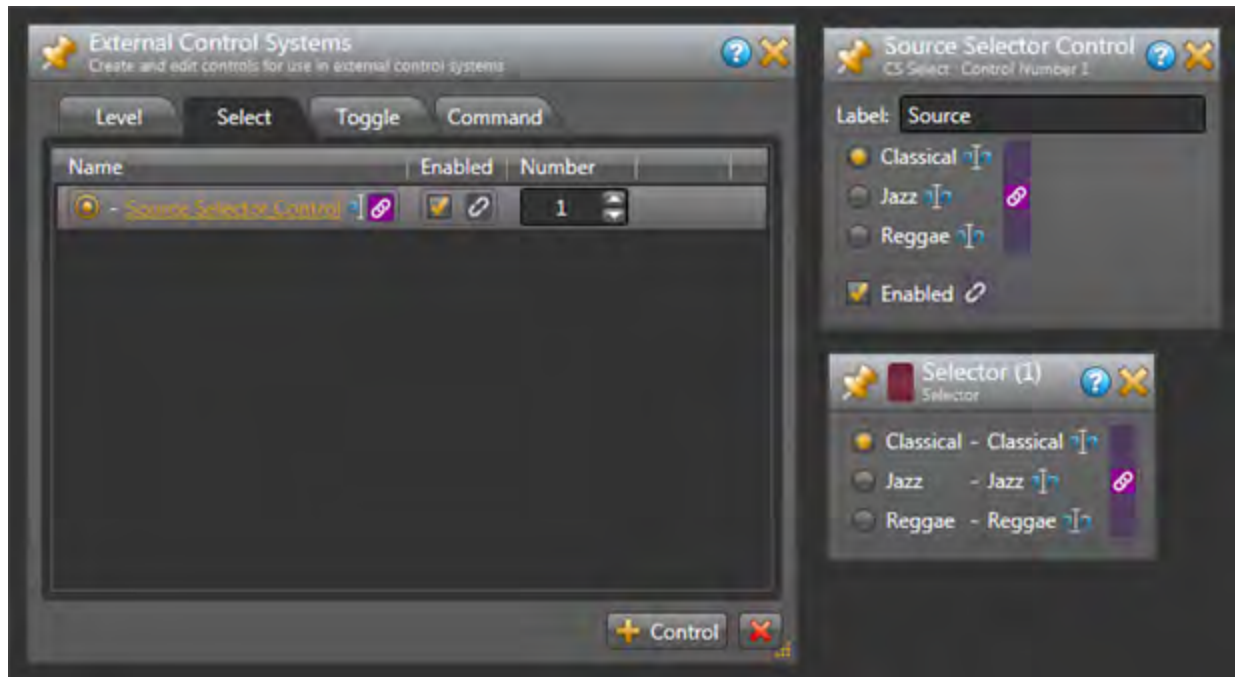 External Control Systems
Create and edit controls for use in external control systems
Level Select Toggle Command
Name Enabled Number
- Source Selector Control 1
+ Control
Source Selector Control
CS Select : Control Number 1
Label: Source
Classical
Jazz
Reggae
Enabled
Selector (1)
Selector
Classical - Classical
Jazz - Jazz
Reggae - Reggae